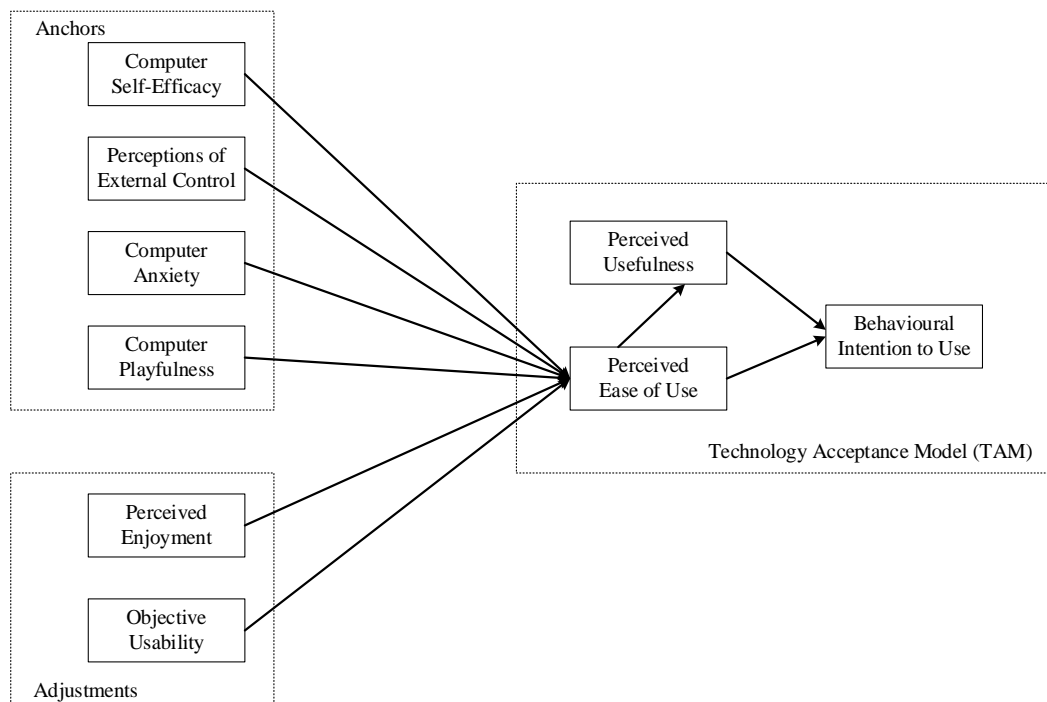 Anchors
Computer
Self-Efficacy
Perceptions of
External Control
Computer
Anxiety
Computer
Playfulness
Perceived
Enjoyment
Objective
Usability
Adjustments
Perceived
Usefulness
Perceived
Ease of Use
Behavioural
Intention to Use
Technology Acceptance Model (TAM)